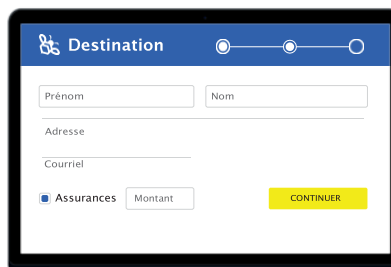 Destination
Prénom Nom
Adresse
Courriel
Assurances Montant CONTINUER